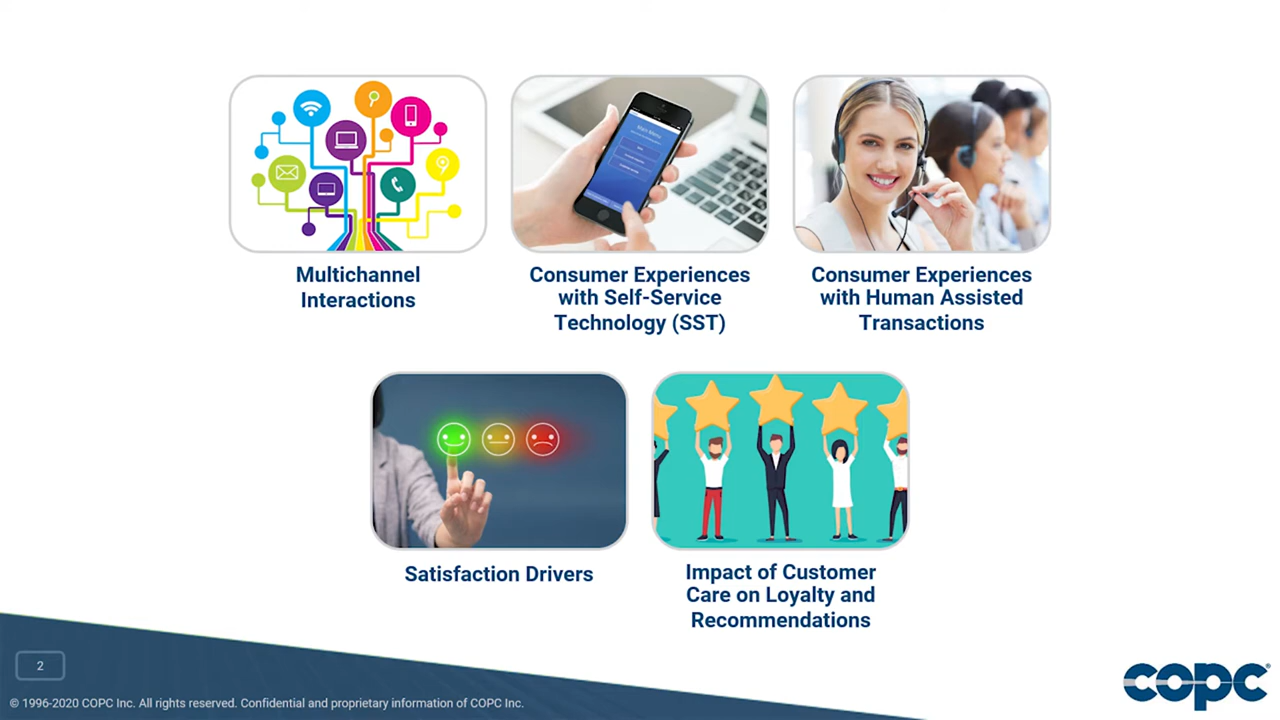 Multichannel
Interactions
Consumer Experiences
with Self-Service
Technology (SST)
Consumer Experiences
with Human Assisted
Transactions
Satisfaction Drivers
Impact of Customer
Care on Loyalty and
Recommendations
2
© 1996-2020 COPC Inc. All rights reserved. Confidential and proprietary information of COPC Inc.
copc®